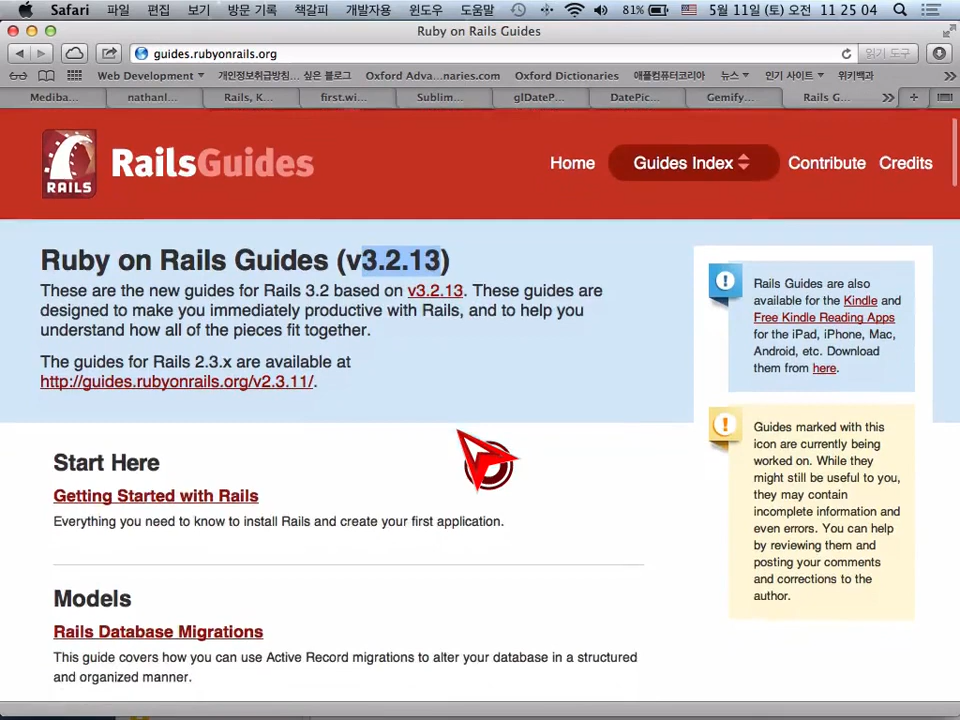 Safari 파일 편집 보기 방문 기록 책갈피 개발자용 윈도우 도움말 81% 5월 11일 (토) 오전 11 25 04
Ruby on Rails Guides
guides.rubyonrails.org 읽기 도구
Web Development 개인정보취급방침... 싶은 블로그 Oxford Adva...naries.com Oxford Dictionaries 애플컴퓨터코리아 뉴스 인기 사이트 위키백과
Mediba... nathanl... Rails, K... first.wi... Sublim... glDateP... DatePic... Gemify... Rails G...
RAILS
RailsGuides
Home Guides Index Contribute Credits
Ruby on Rails Guides (v3.2.13)
These are the new guides for Rails 3.2 based on v3.2.13. These guides are
designed to make you immediately productive with Rails, and to help you
understand how all of the pieces fit together.
The guides for Rails 2.3.x are available at
http://guides.rubyonrails.org/v2.3.11/.
Rails Guides are also
available for the Kindle and
Free Kindle Reading Apps
for the iPad, iPhone, Mac,
Android, etc. Download
them from here.
Guides marked with this
icon are currently being
worked on. While they
might still be useful to you,
they may contain
incomplete information and
even errors. You can help
by reviewing them and
posting your comments
and corrections to the
author.
Start Here
Getting Started with Rails
Everything you need to know to install Rails and create your first application.
Models
Rails Database Migrations
This guide covers how you can use Active Record migrations to alter your database in a structured
and organized manner.